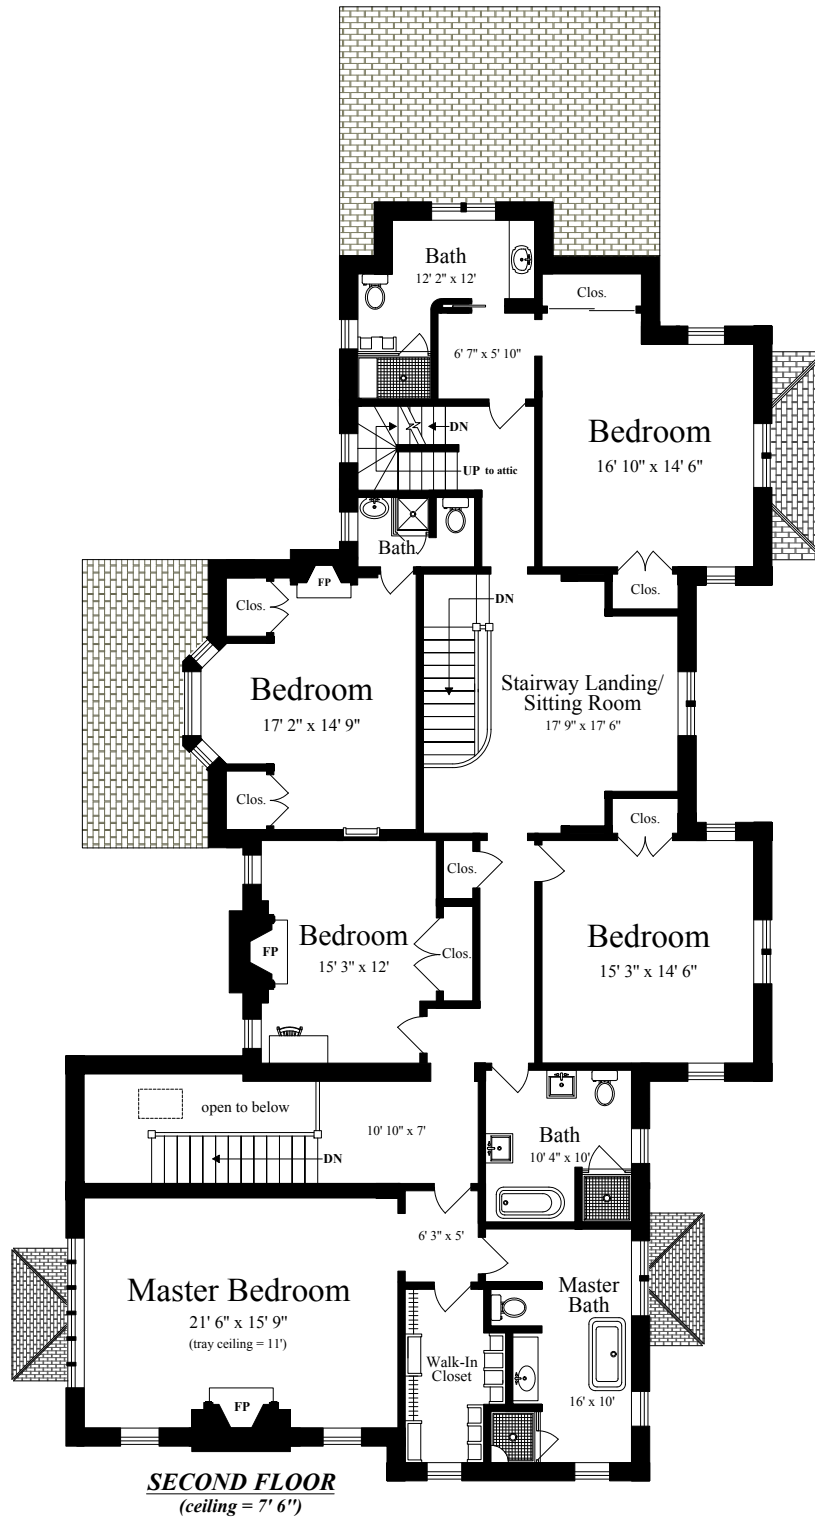 Bath
12' 2" x 12'
Clos.
6' 7" x 5' 10"
DN
UP to attic
Bedroom
16' 10" x 14' 6"
Bath
FP
Clos.
Clos.
DN
Bedroom
17' 2" x 14' 9"
Stairway Landing/
Sitting Room
17' 9" x 17' 6"
Clos.
Clos.
Clos.
Bedroom
15' 3" x 12'
FP
Clos.
Bedroom
15' 3" x 14' 6"
open to below
10' 10" x 7'
DN
Bath
10' 4" x 10'
6' 3" x 5'
Master Bedroom
21' 6" x 15' 9"
(tray ceiling = 11')
FP
Master
Bath
16' x 10'
Walk-In
Closet
SECOND FLOOR
(ceiling = 7' 6")